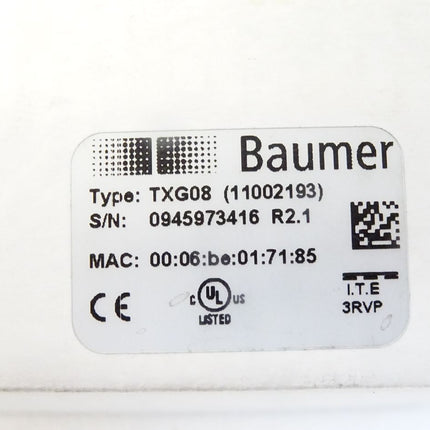 Baumer
Type: TXG08 (11002193)
S/N: 0945973416 R2.1
MAC: 00:06:be:01:71:85
CE
C UL US
LISTED
I.T.E
3RVP